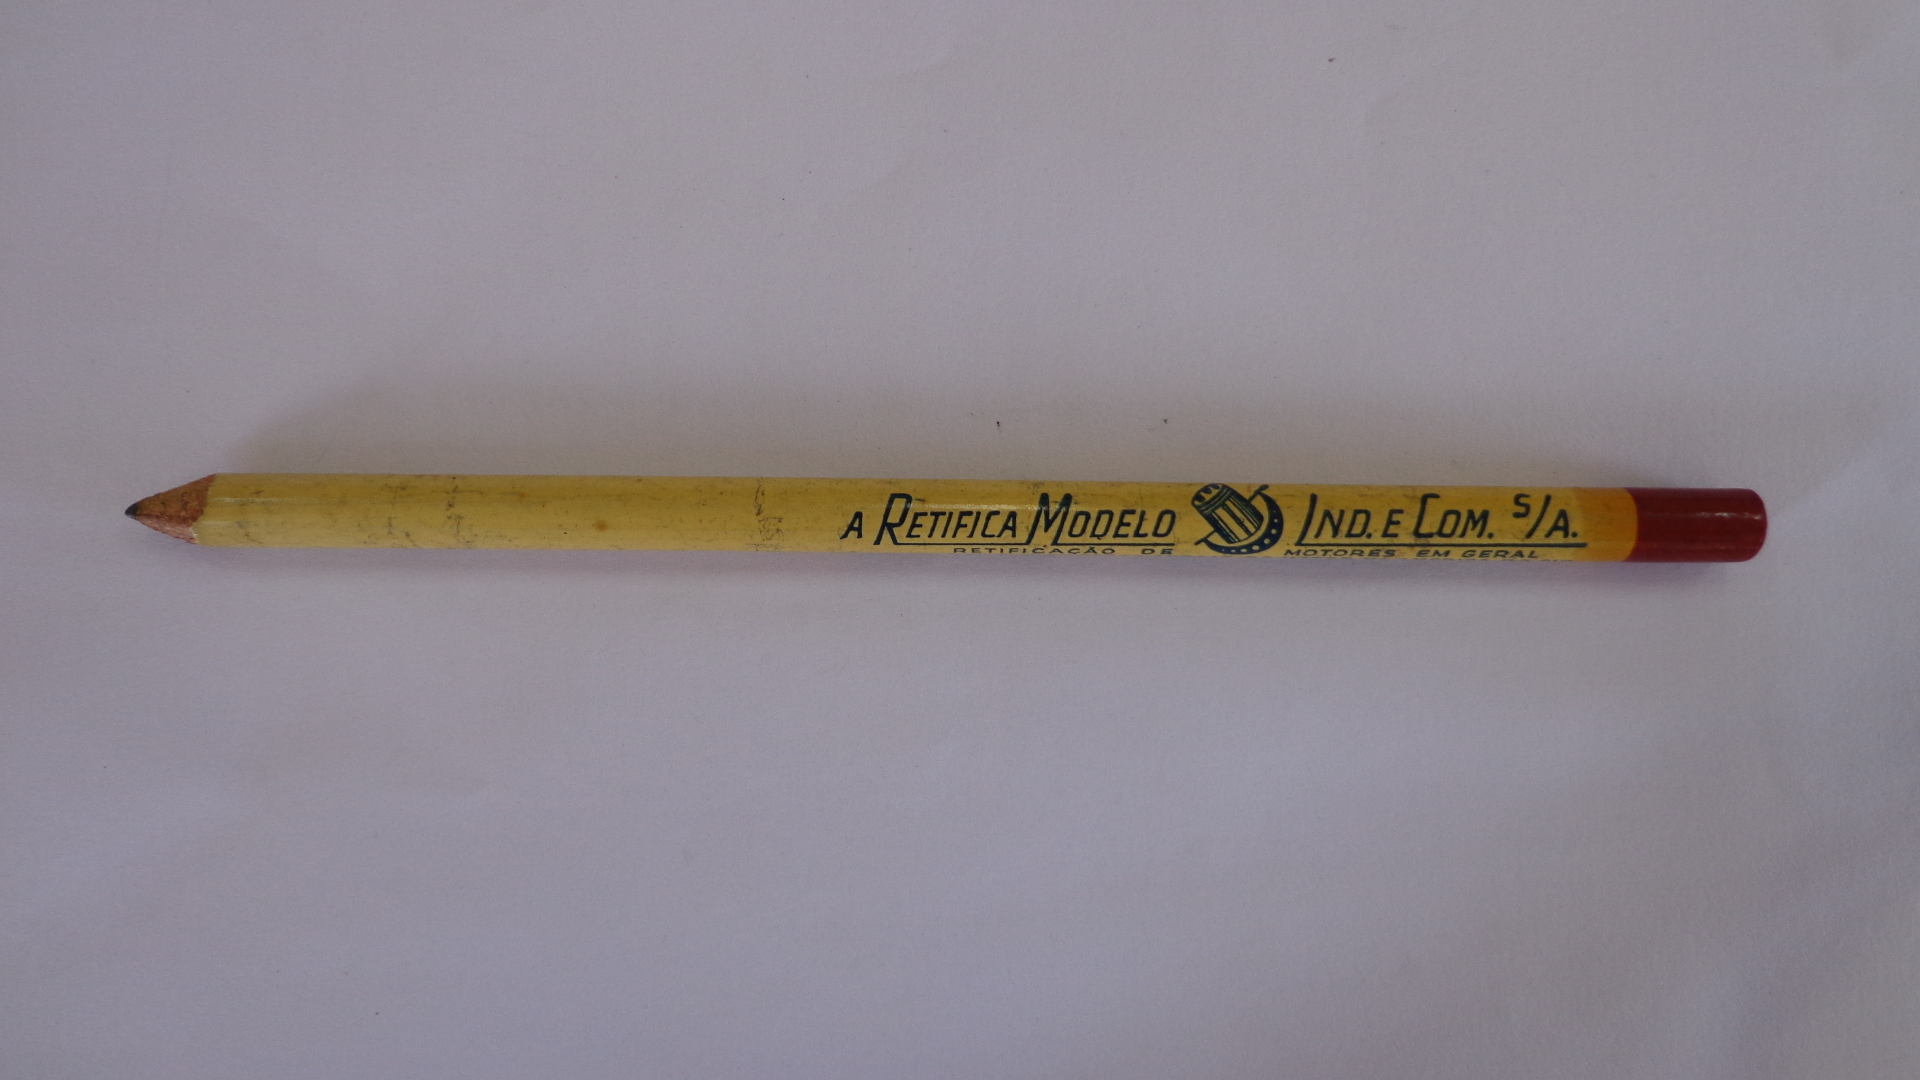 A RETIFICA MODELO IND. E COM. S/A.
RETIFICAÇÃO DE MOTORES EM GERAL